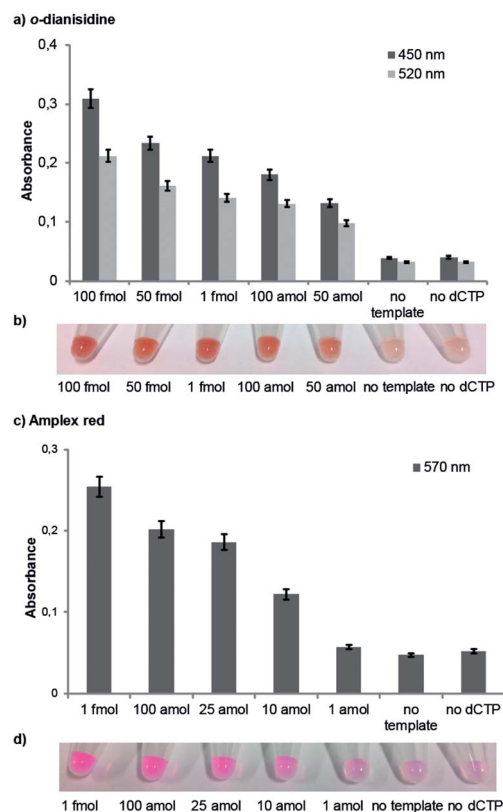 a) o-dianisidine
0,4
450 nm
520 nm
0,3
Absorbance
0,2
0,1
0
100 fmol 50 fmol 1 fmol 100 amol 50 amol no template no dCTP
b)
100 fmol 50 fmol 1 fmol 100 amol 50 amol no template no dCTP
c) Amplex red
0,3
570 nm
0,2
Absorbance
0,1
0
1 fmol 100 amol 25 amol 10 amol 1 amol no template no dCTP
d)
1 fmol 100 amol 25 amol 10 amol 1 amol no template no dCTP